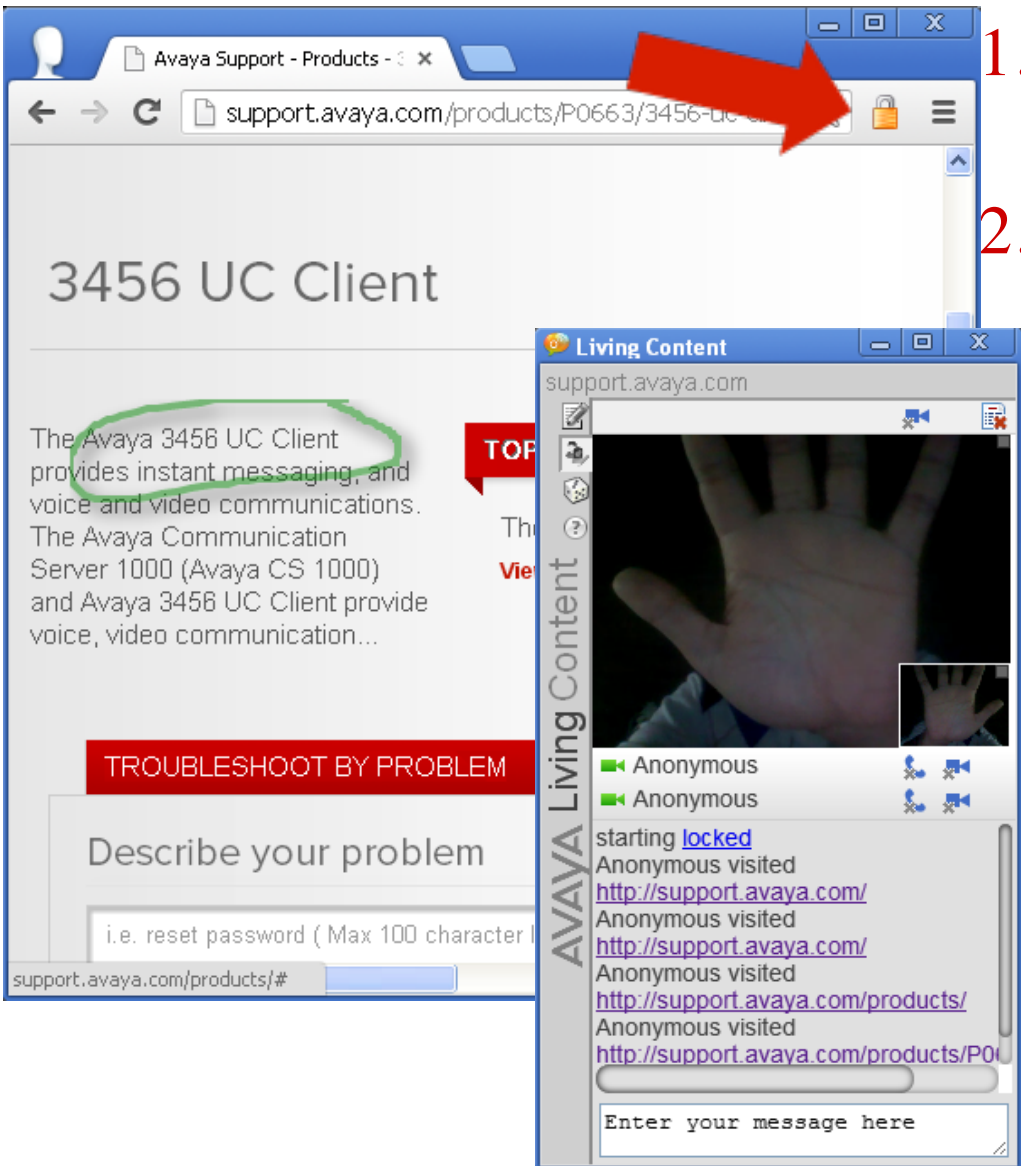 Avaya Support - Products - 3
1.
support.avaya.com/products/P0663/3456-uc-
2.
3456 UC Client
The Avaya 3456 UC Client
provides instant messaging, and
voice and video communications.
The Avaya Communication
Server 1000 (Avaya CS 1000)
and Avaya 3456 UC Client provide
voice, video communication...
TOP
Th
Vie
TROUBLESHOOT BY PROBLEM
Describe your problem
i.e. reset password ( Max 100 character l
support.avaya.com/products/#
Living Content
support.avaya.com
AVAYA Living Content
Anonymous
Anonymous
starting locked
Anonymous visited
http://support.avaya.com/
Anonymous visited
http://support.avaya.com/
Anonymous visited
http://support.avaya.com/products/
Anonymous visited
http://support.avaya.com/products/P06
Enter your message here